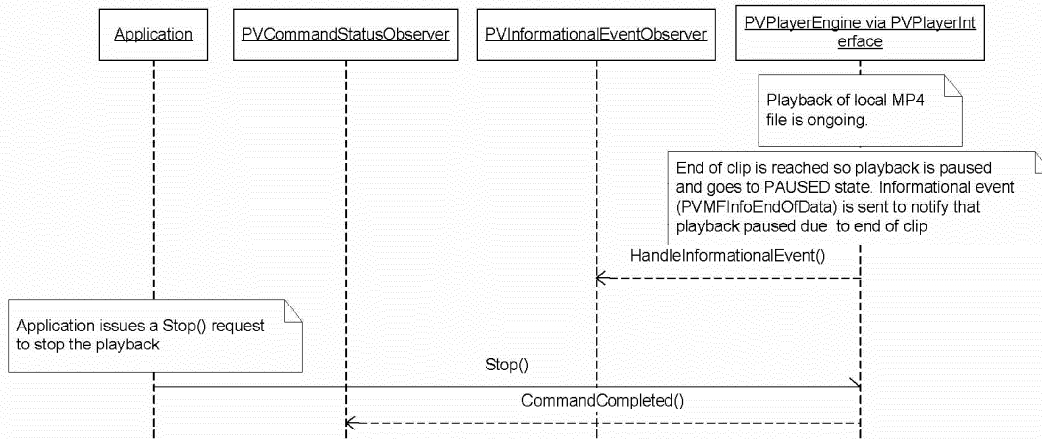 Application
PVCommandStatusObserver
PVInformationalEventObserver
PVPlayerEngine via PVPlayerInt
erface
Playback of local MP4
file is ongoing.
End of clip is reached so playback is paused
and goes to PAUSED state. Informational event
(PVMFInfoEndOfData) is sent to notify that
playback paused due to end of clip
HandleInformationalEvent()
Application issues a Stop() request
to stop the playback
Stop()
CommandCompleted()